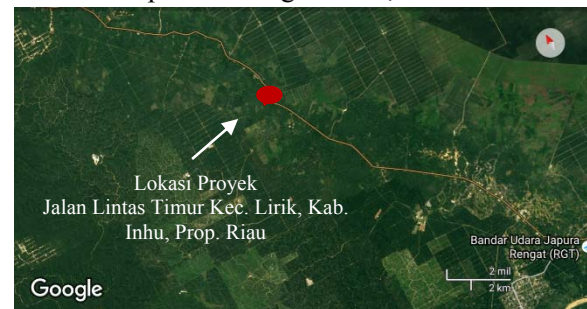 Lokasi Proyek
Jalan Lintas Timur Kec. Lirik, Kab.
Inhu, Prop. Riau
Bandar Udara Japura
Rengat (RGT)
2 mil
2 km
Google